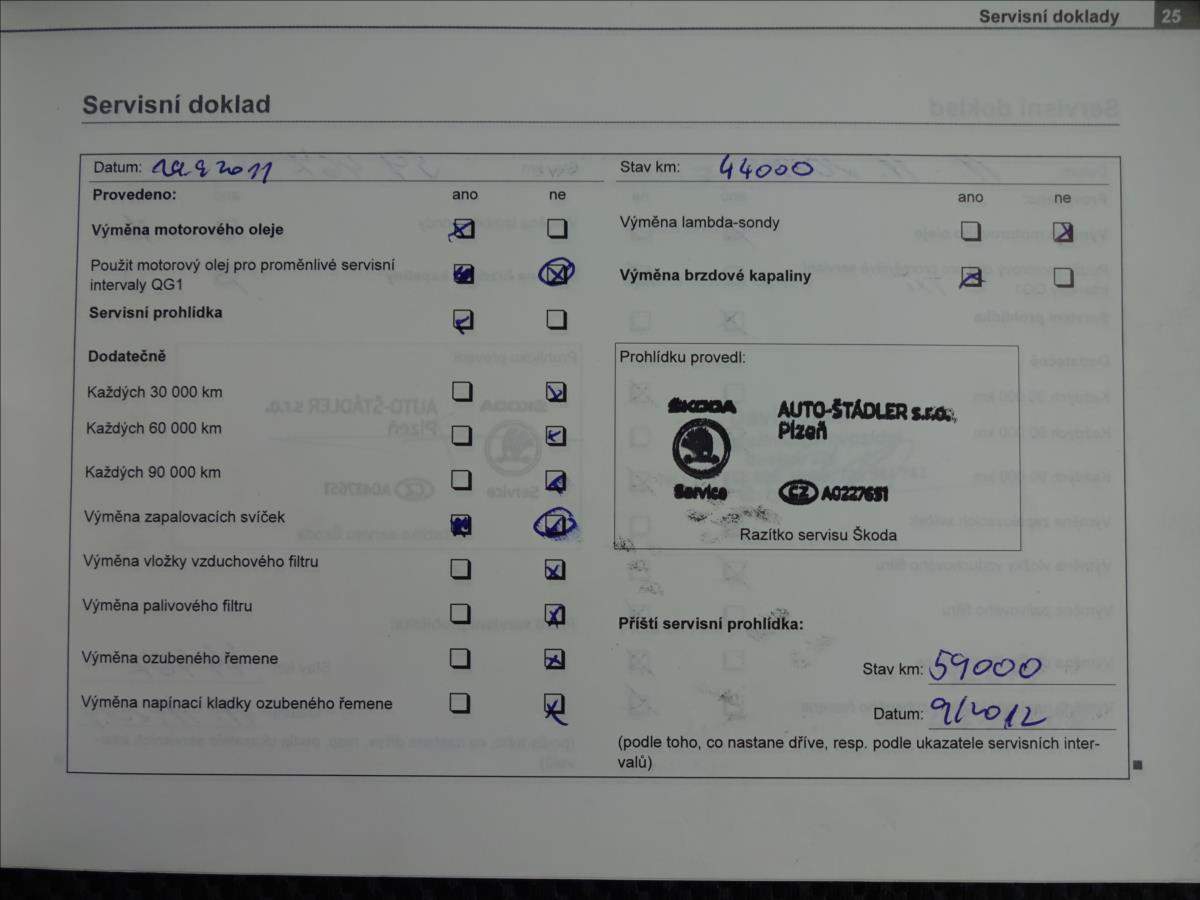 Servisní doklady 25
Servisní doklad
Datum: 2011 Stav km: 44000
Provedeno: ano ne
ano ne
Výměna motorového oleje
Výměna lambda-sondy
Použit motorový olej pro proměnlivé servisní
intervaly QG1
Výměna brzdové kapaliny
Servisní prohlídka
Dodatečně
Každých 30 000 km
Každých 60 000 km
Každých 90 000 km
Výměna zapalovacích svíček
Výměna vložky vzduchového filtru
Výměna palivového filtru
Výměna ozubeného řemene
Výměna napínací kladky ozubeného řemene
Prohlídku provedl:
ŠKODA
Service
AUTO-ŠTÁDLER s.r.o.
Plzeň
CZ A0227651
Razítko servisu Škoda
Příští servisní prohlídka:
Stav km: 59000
Datum: 9/2012
(podle toho, co nastane dříve, resp. podle ukazatele servisních inter-
valů)